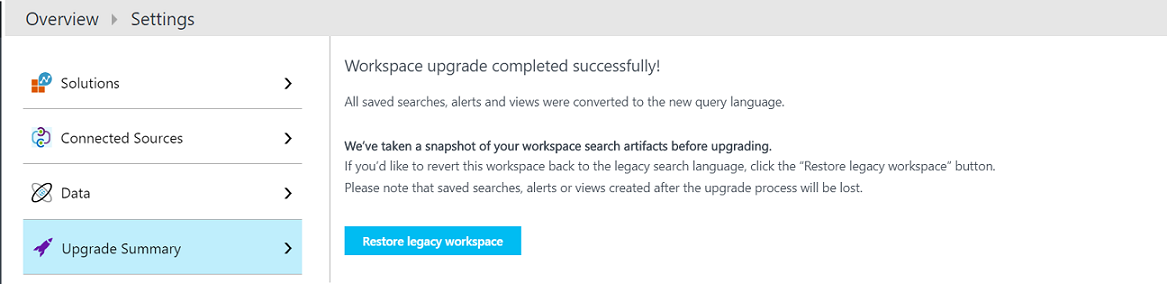 Overview
Settings
Solutions
Connected Sources
Data
Upgrade Summary
Workspace upgrade completed successfully!
All saved searches, alerts and views were converted to the new query language.
We've taken a snapshot of your workspace search artifacts before upgrading.
If you'd like to revert this workspace back to the legacy search language, click the “Restore legacy workspace” button.
Please note that saved searches, alerts or views created after the upgrade process will be lost.
Restore legacy workspace